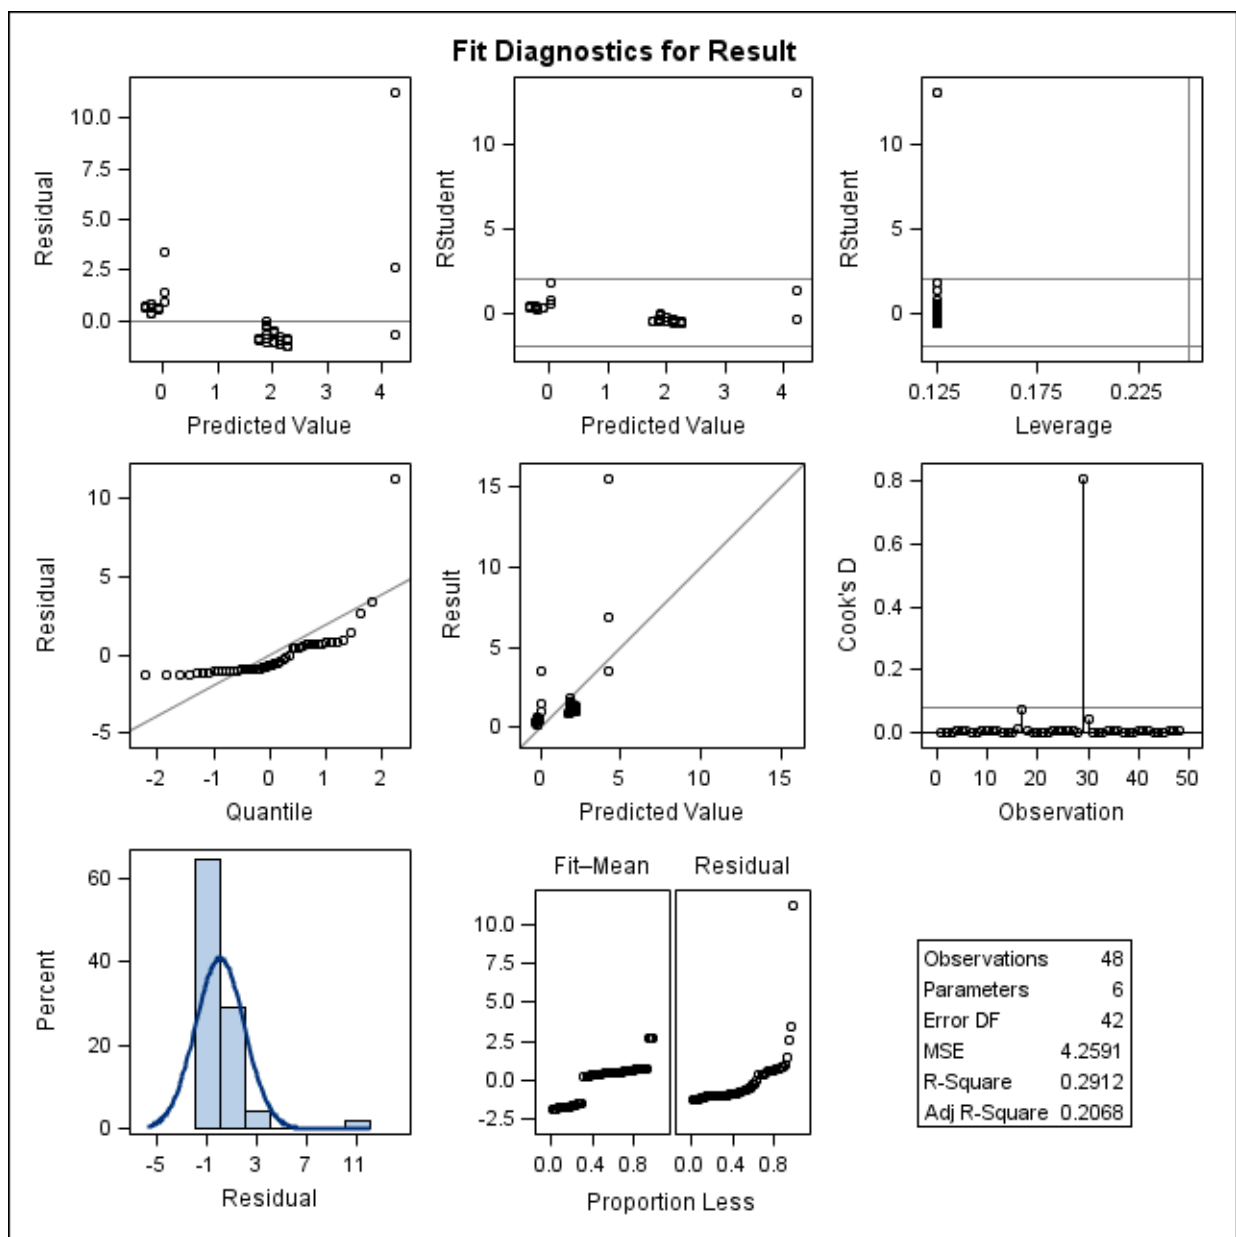 Fit Diagnostics for Result
10.0
7.5
5.0
2.5
0.0
Residual
0 1 2 3 4
Predicted Value
10
5
0
RStudent
0 1 2 3 4
Predicted Value
10
5
0
RStudent
0.125 0.175 0.225
Leverage
10
5
0
-5
Residual
-2 -1 0 1 2
Quantile
15
10
5
0
Result
0 5 10 15
Predicted Value
0.8
0.6
0.4
0.2
0.0
Cook's D
0 10 20 30 40 50
Observation
60
40
20
0
Percent
-5 -1 3 7 11
Residual
Fit–Mean Residual
10.0
7.5
5.0
2.5
0.0
-2.5
0.0 0.4 0.8 0.0 0.4 0.8
Proportion Less
Observations 48
Parameters 6
Error DF 42
MSE 4.2591
R-Square 0.2912
Adj R-Square 0.2068